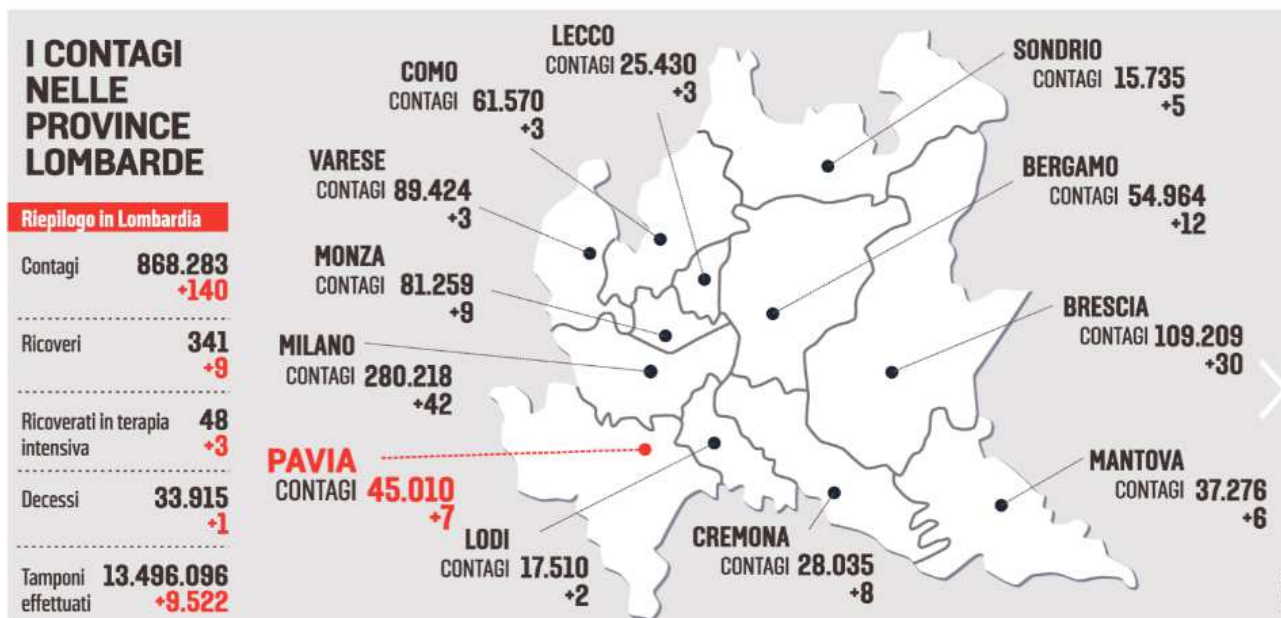 I CONTAGI
NELLE
PROVINCE
LOMBARDE
Riepilogo in Lombardia
Contagi 868.283
+140
Ricoveri 341
+9
Ricoverati in terapia
intensiva 48
+3
Decessi 33.915
+1
Tamponi
effettuati 13.496.096
+9.522
LECCO
CONTAGI 25.430
+3
COMO
CONTAGI 61.570
+3
VARESE
CONTAGI 89.424
+3
MONZA
CONTAGI 81.259
+9
MILANO
CONTAGI 280.218
+42
PAVIA
CONTAGI 45.010
+7
LODI
CONTAGI 17.510
+2
CREMONA
CONTAGI 28.035
+8
SONDRIO
CONTAGI 15.735
+5
BERGAMO
CONTAGI 54.964
+12
BRESCIA
CONTAGI 109.209
+30
MANTOVA
CONTAGI 37.276
+6